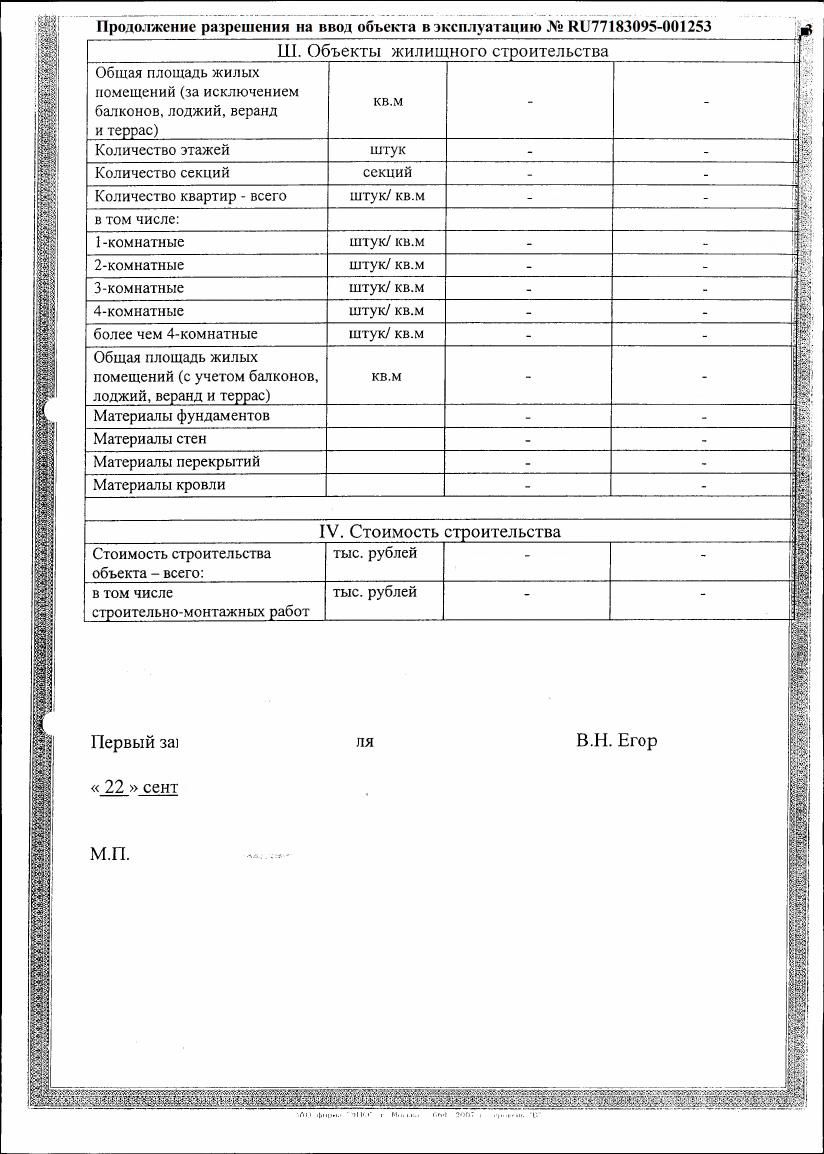 Продолжение разрешения на ввод объекта в эксплуатацию № RU77183095-001253
3
Ш. Объекты жилищного строительства
Общая площадь жилых
помещений (за исключением
балконов, лоджий, веранд
и террас)
кв.м
-
-
Количество этажей
штук
-
-
Количество секций
секций
-
-
Количество квартир - всего
штук/ кв.м
-
-
в том числе:
1-комнатные
штук/ кв.м
-
-
2-комнатные
штук/ кв.м
-
-
3-комнатные
штук/ кв.м
-
-
4-комнатные
штук/ кв.м
-
-
более чем 4-комнатные
штук/ кв.м
-
-
Общая площадь жилых
помещений (с учетом балконов,
лоджий, веранд и террас)
кв.м
-
-
Материалы фундаментов
-
-
Материалы стен
-
-
Материалы перекрытий
-
-
Материалы кровли
-
-
IV. Стоимость строительства
Стоимость строительства
объекта – всего:
тыс. рублей
-
-
в том числе
строительно-монтажных работ
тыс. рублей
-
-
Первый за
ля
В.Н. Егор
« 22 » сент
М.П.